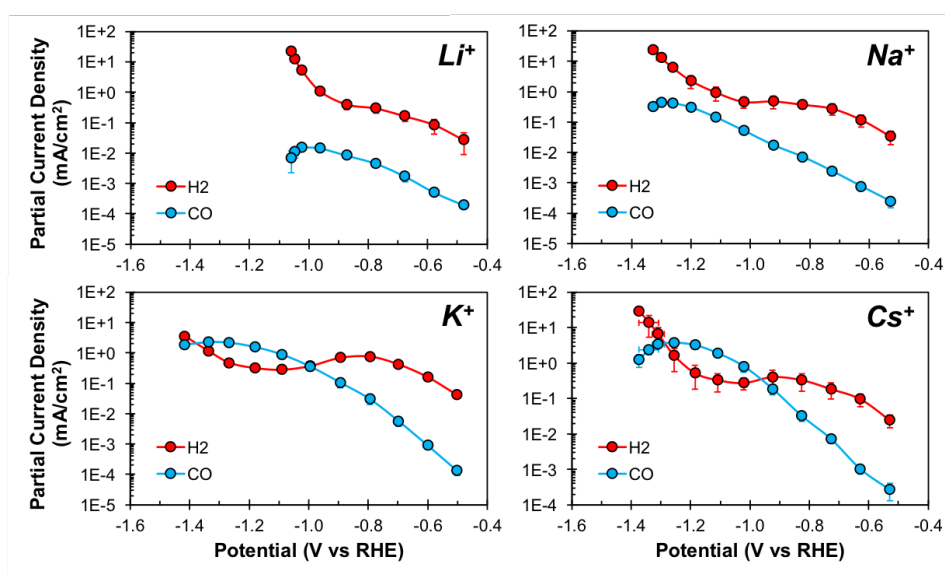 Partial Current Density
(mA/cm²)
1E+2
1E+1
1E+0
1E-1
1E-2
1E-3
1E-4
1E-5
Li⁺
H2
CO
-1.6 -1.4 -1.2 -1.0 -0.8 -0.6 -0.4
1E+2
1E+1
1E+0
1E-1
1E-2
1E-3
1E-4
1E-5
Na⁺
H2
CO
-1.6 -1.4 -1.2 -1.0 -0.8 -0.6 -0.4
Partial Current Density
(mA/cm²)
1E+2
1E+1
1E+0
1E-1
1E-2
1E-3
1E-4
1E-5
K⁺
H2
CO
-1.6 -1.4 -1.2 -1.0 -0.8 -0.6 -0.4
Potential (V vs RHE)
1E+2
1E+1
1E+0
1E-1
1E-2
1E-3
1E-4
Cs⁺
H2
CO
-1.6 -1.4 -1.2 -1.0 -0.8 -0.6 -0.4
Potential (V vs RHE)